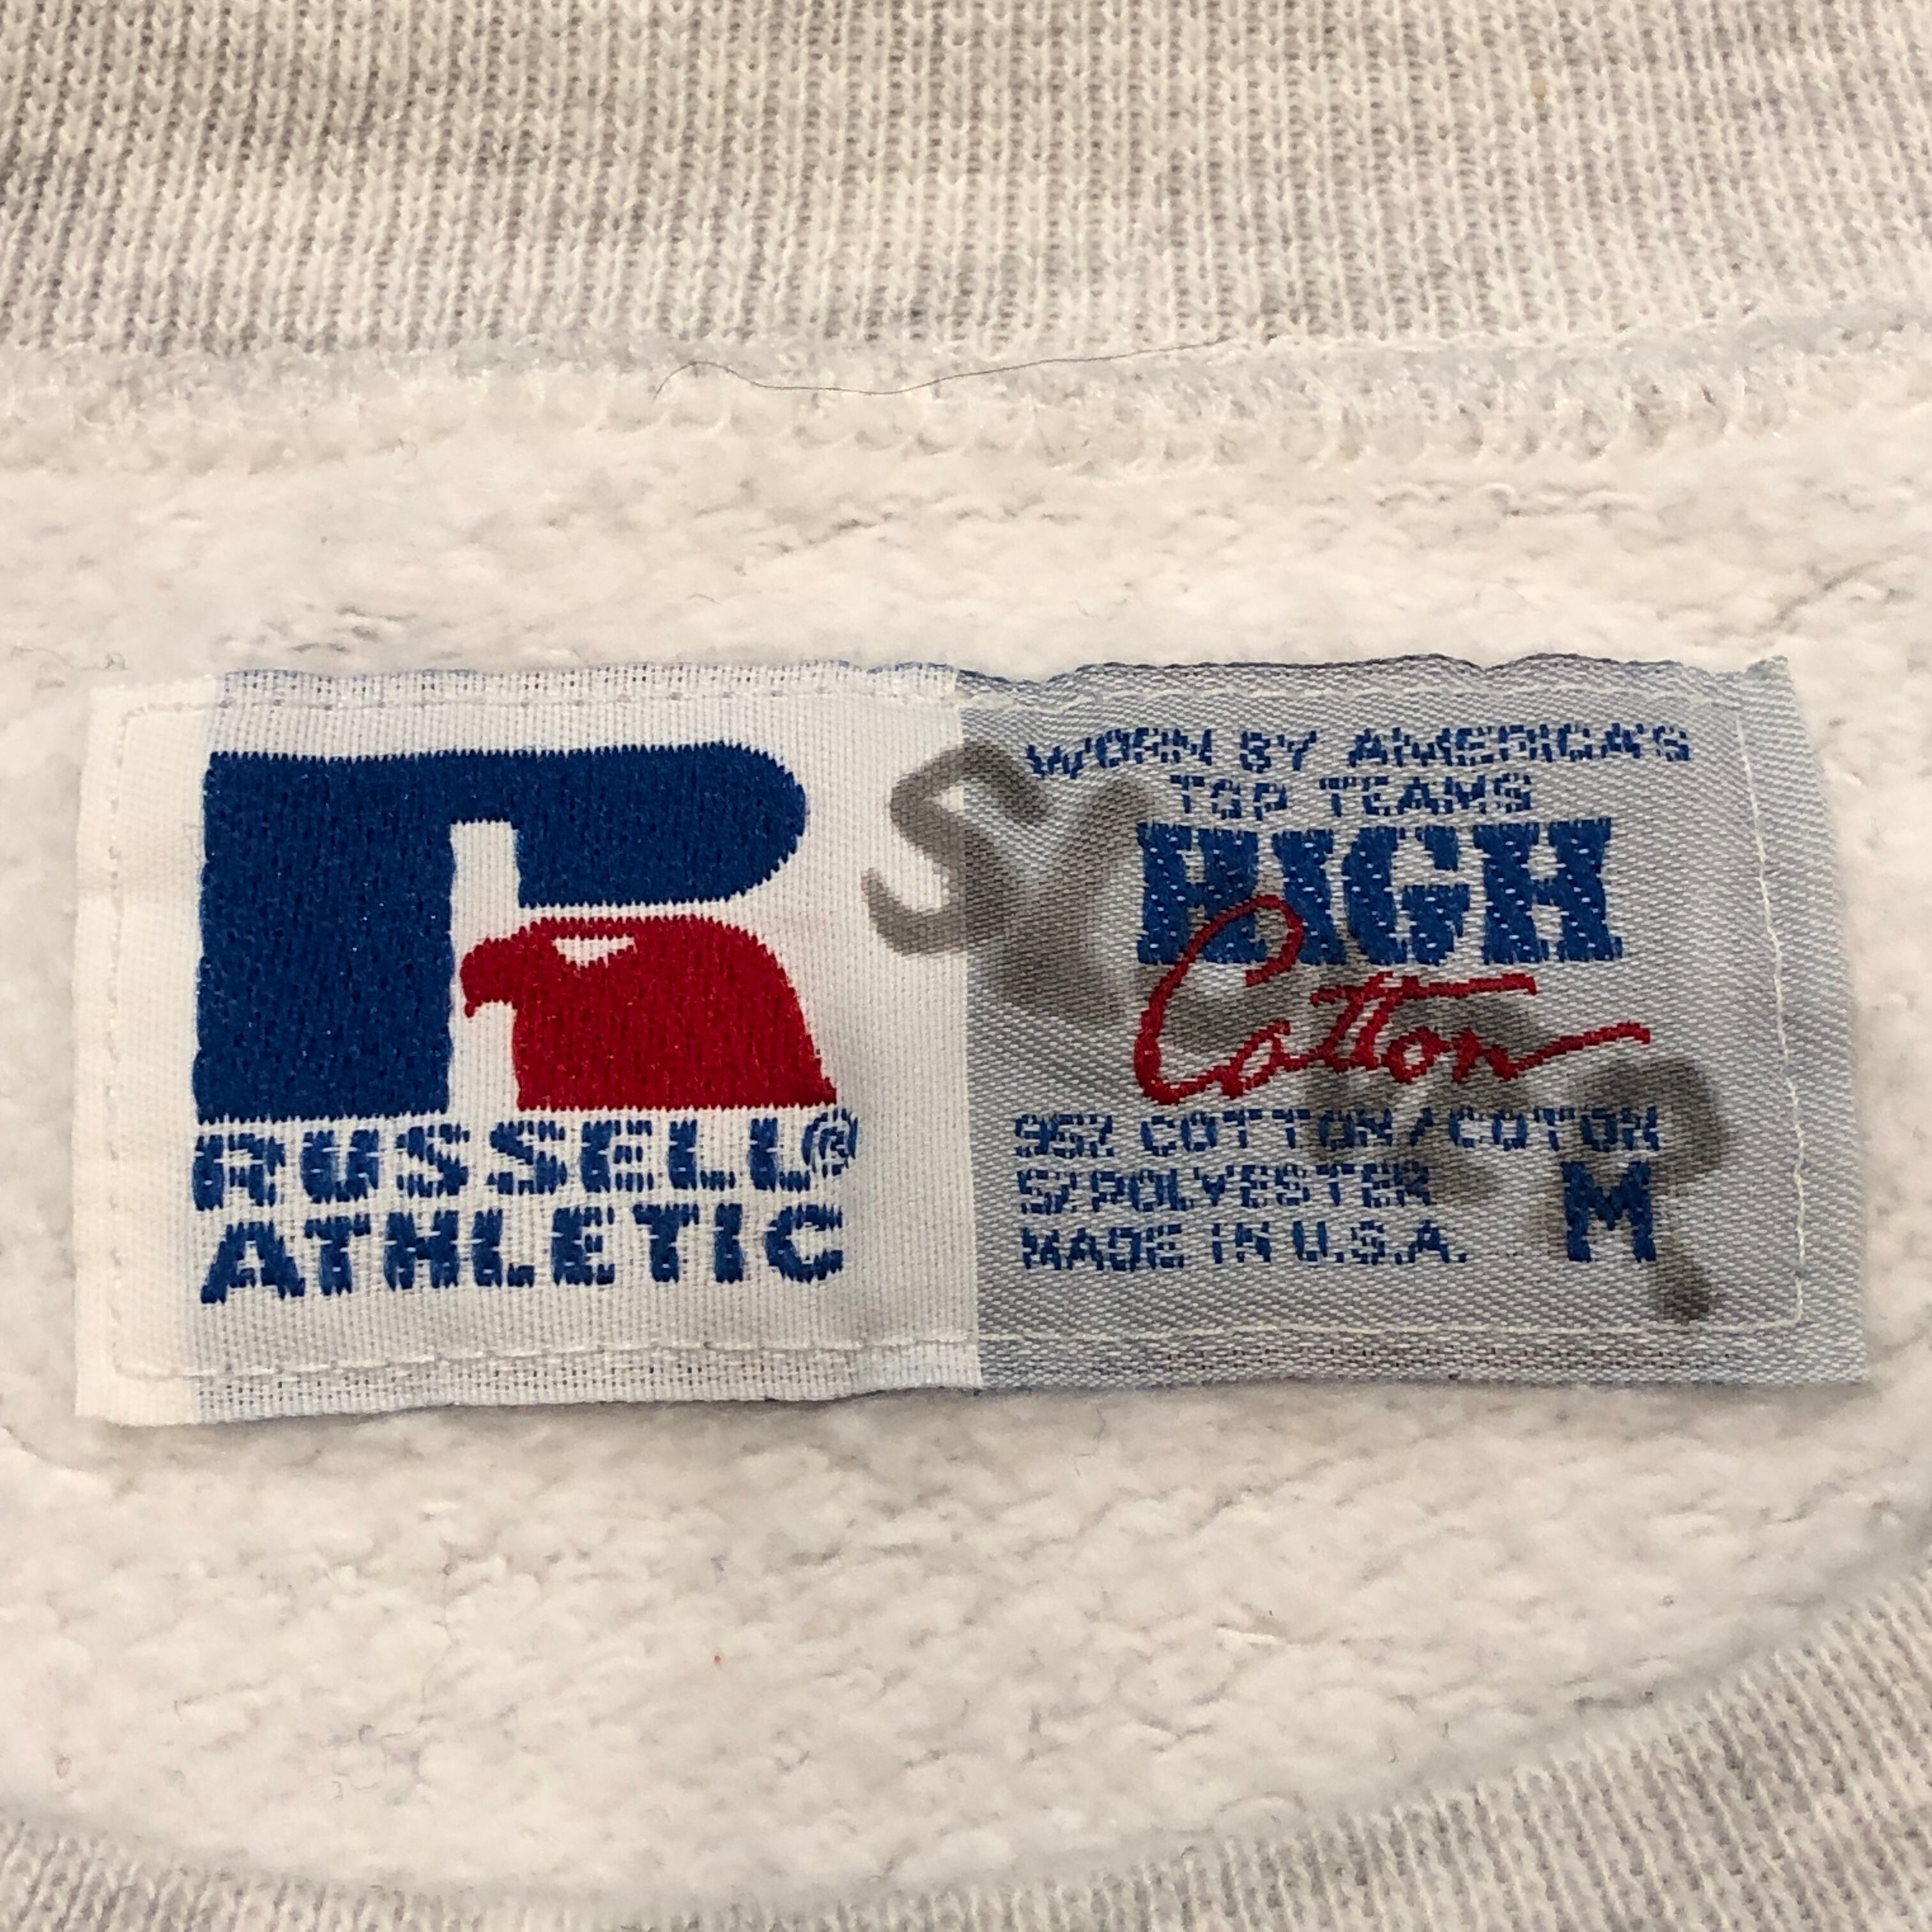 RUSSELL®
ATHLETIC
WORN BY AMERICA'S
TOP TEAMS
HIGH
Cotton
95% COTTON/COTON
5% POLYESTER
MADE IN U.S.A. M